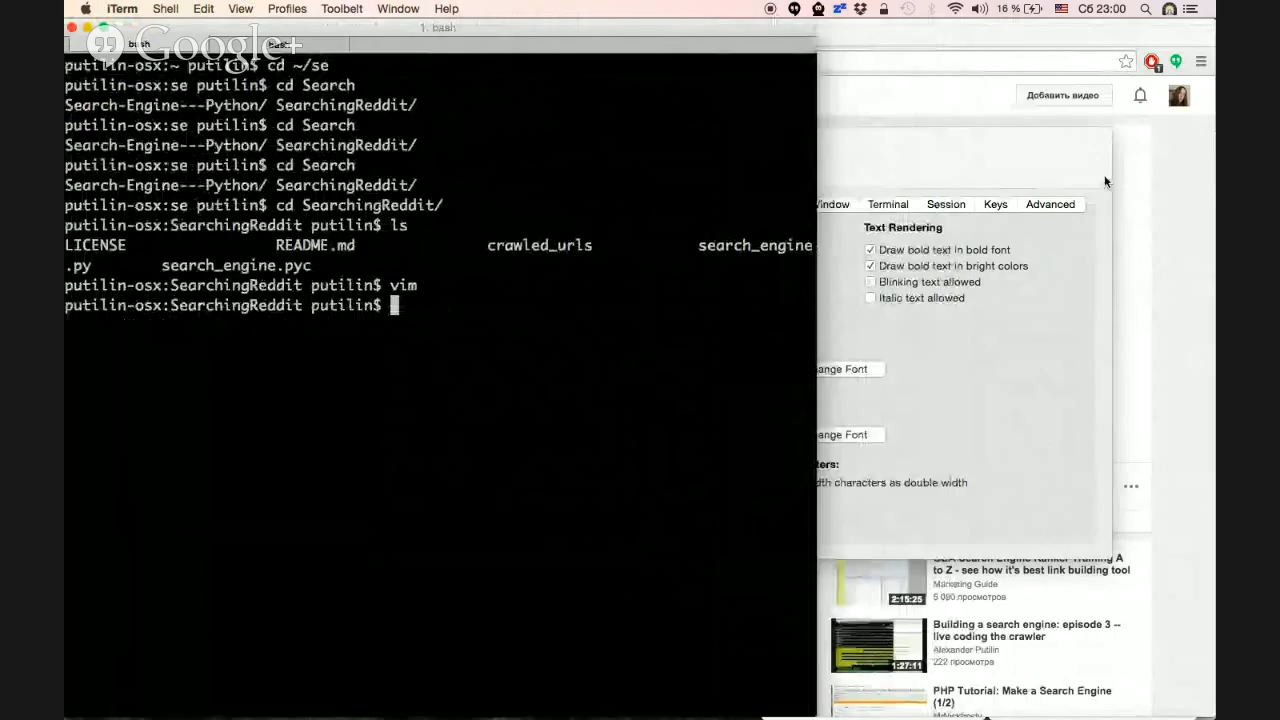 iTerm Shell Edit View Profiles Toolbelt Window Help 16 % Сб 23:00
1. bash
bash
Google+
putilin-osx:~ putilin$ cd ~/se
putilin-osx:se putilin$ cd Search
Search-Engine---Python/ SearchingReddit/
putilin-osx:se putilin$ cd Search
Search-Engine---Python/ SearchingReddit/
putilin-osx:se putilin$ cd Search
Search-Engine---Python/ SearchingReddit/
putilin-osx:se putilin$ cd SearchingReddit/
putilin-osx:SearchingReddit putilin$ ls
LICENSE README.md crawled_urls search_engine
.py search_engine.pyc
putilin-osx:SearchingReddit putilin$ vim
putilin-osx:SearchingReddit putilin$
1
Добавить видео
Window Terminal Session Keys Advanced
Text Rendering
Draw bold text in bold font
Draw bold text in bright colors
Blinking text allowed
Italic text allowed
ange Font
ange Font
ters:
dth characters as double width
Search Engine Ranker Training A
to Z - see how it's best link building tool
Marketing Guide
5 090 просмотров
2:15:25
Building a search engine: episode 3 --
live coding the crawler
Alexander Putilin
222 просмотра
1:27:11
PHP Tutorial: Make a Search Engine
(1/2)